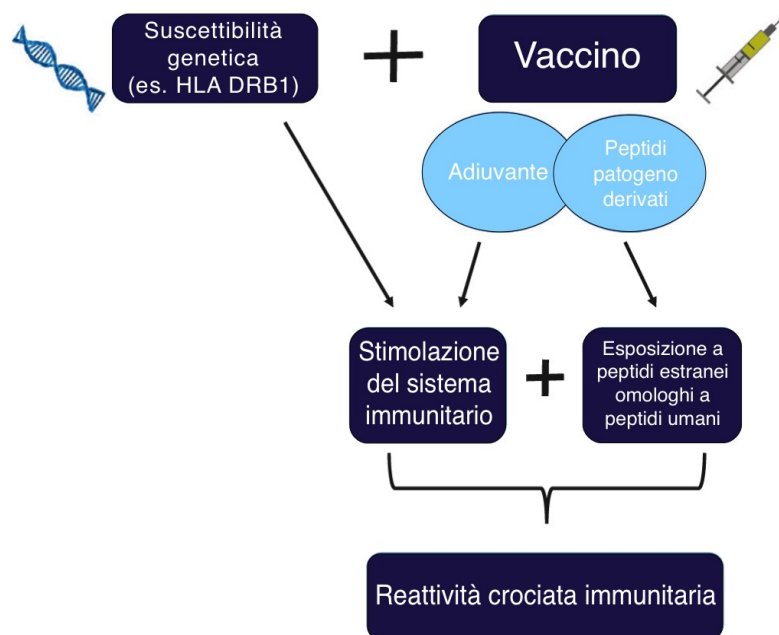 Suscettibilità
genetica
(es. HLA DRB1)
Vaccino
Adiuvante
Peptidi
patogeno
derivati
Stimolazione
del sistema
immunitario
Esposizione a
peptidi estranei
omologhi a
peptidi umani
Reattività crociata immunitaria